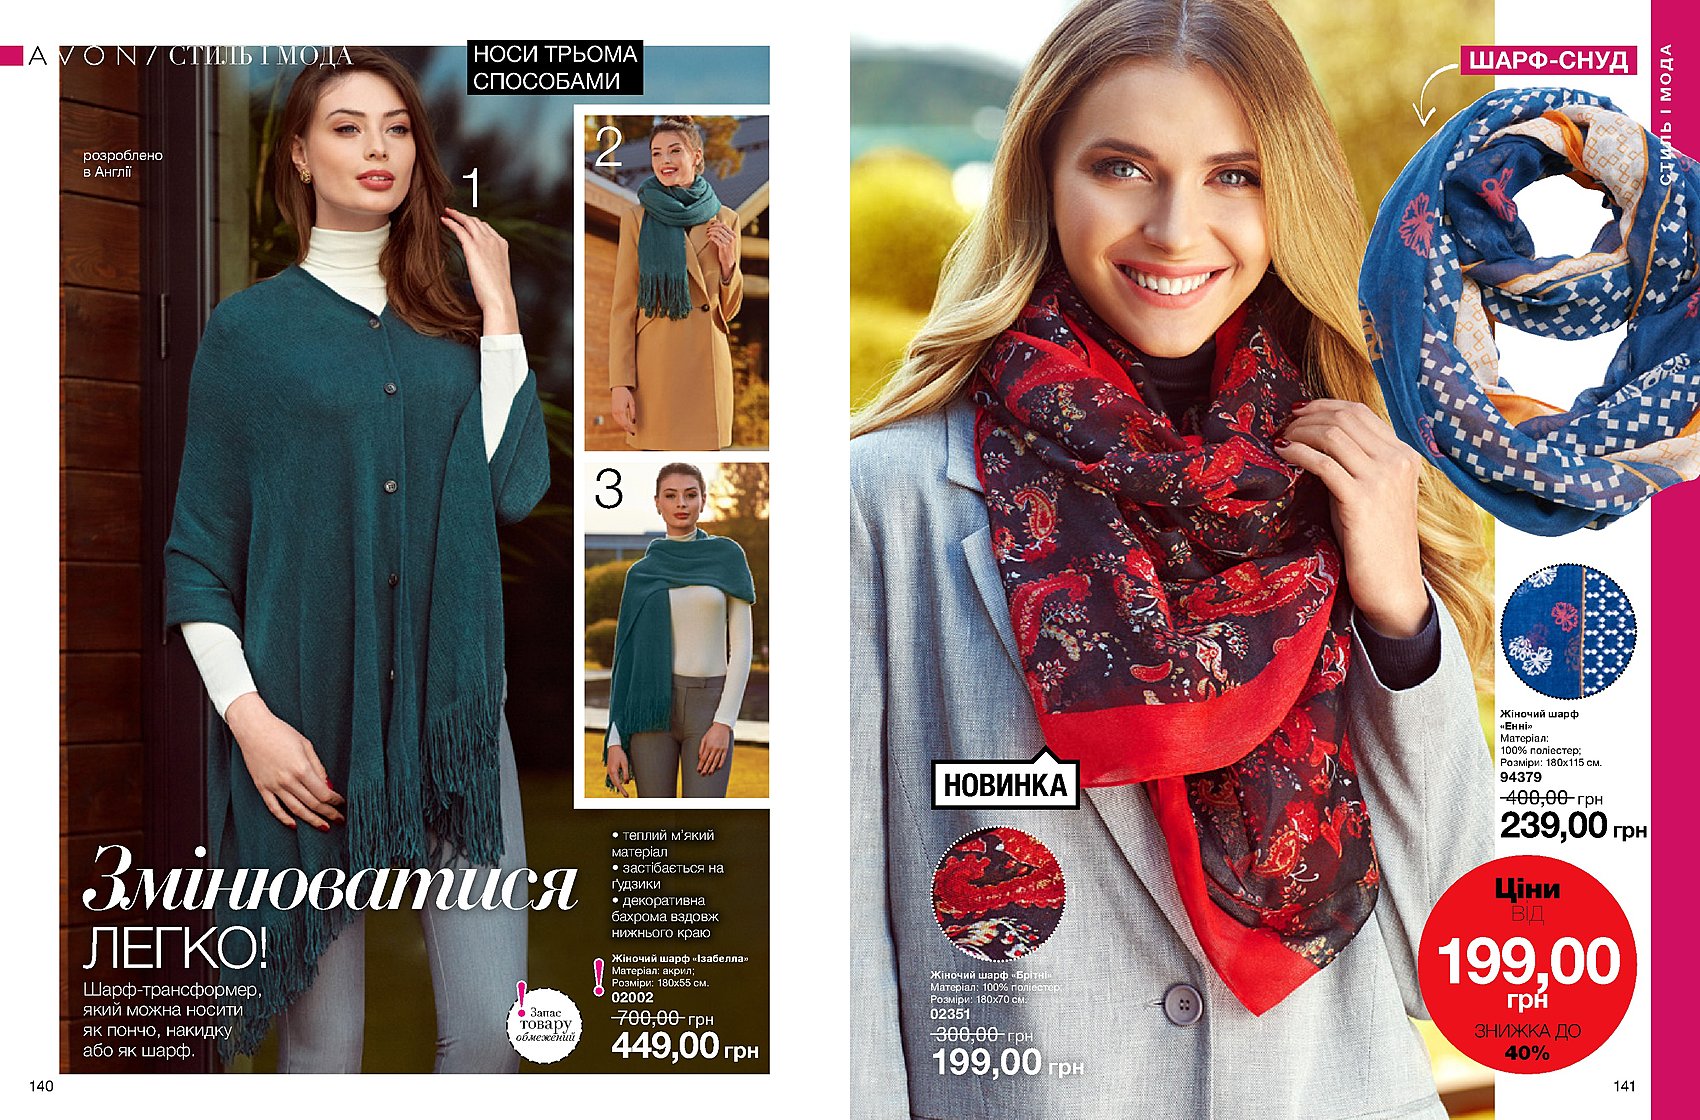 AVON / СТИЛЬ І МОДА
НОСИ ТРЬОМА
СПОСОБАМИ
розроблено
в Англії
1
2
3
Змінюватися
ЛЕГКО!
Шарф-трансформер,
який можна носити
як пончо, накидку
або як шарф.
! Запас
товару
обмежений
• теплий м’який
матеріал
• застібається на
ґудзики
• декоративна
бахрома вздовж
нижнього краю
! Жіночий шарф «Ізабелла»
Матеріал: акрил;
Розміри: 180x55 см.
02002
700,00 грн
449,00 грн
140
ШАРФ-СНУД
СТИЛЬ І МОДА
НОВИНКА
Жіночий шарф «Брітні»
Матеріал: 100% поліестер;
Розміри: 180x70 см.
02351
300,00 грн
199,00 грн
Жіночий шарф
«Енні»
Матеріал:
100% поліестер;
Розміри: 180x115 см.
94379
400,00 грн
239,00 грн
Ціни
ВІД
199,00
грн
ЗНИЖКА ДО
40%
141